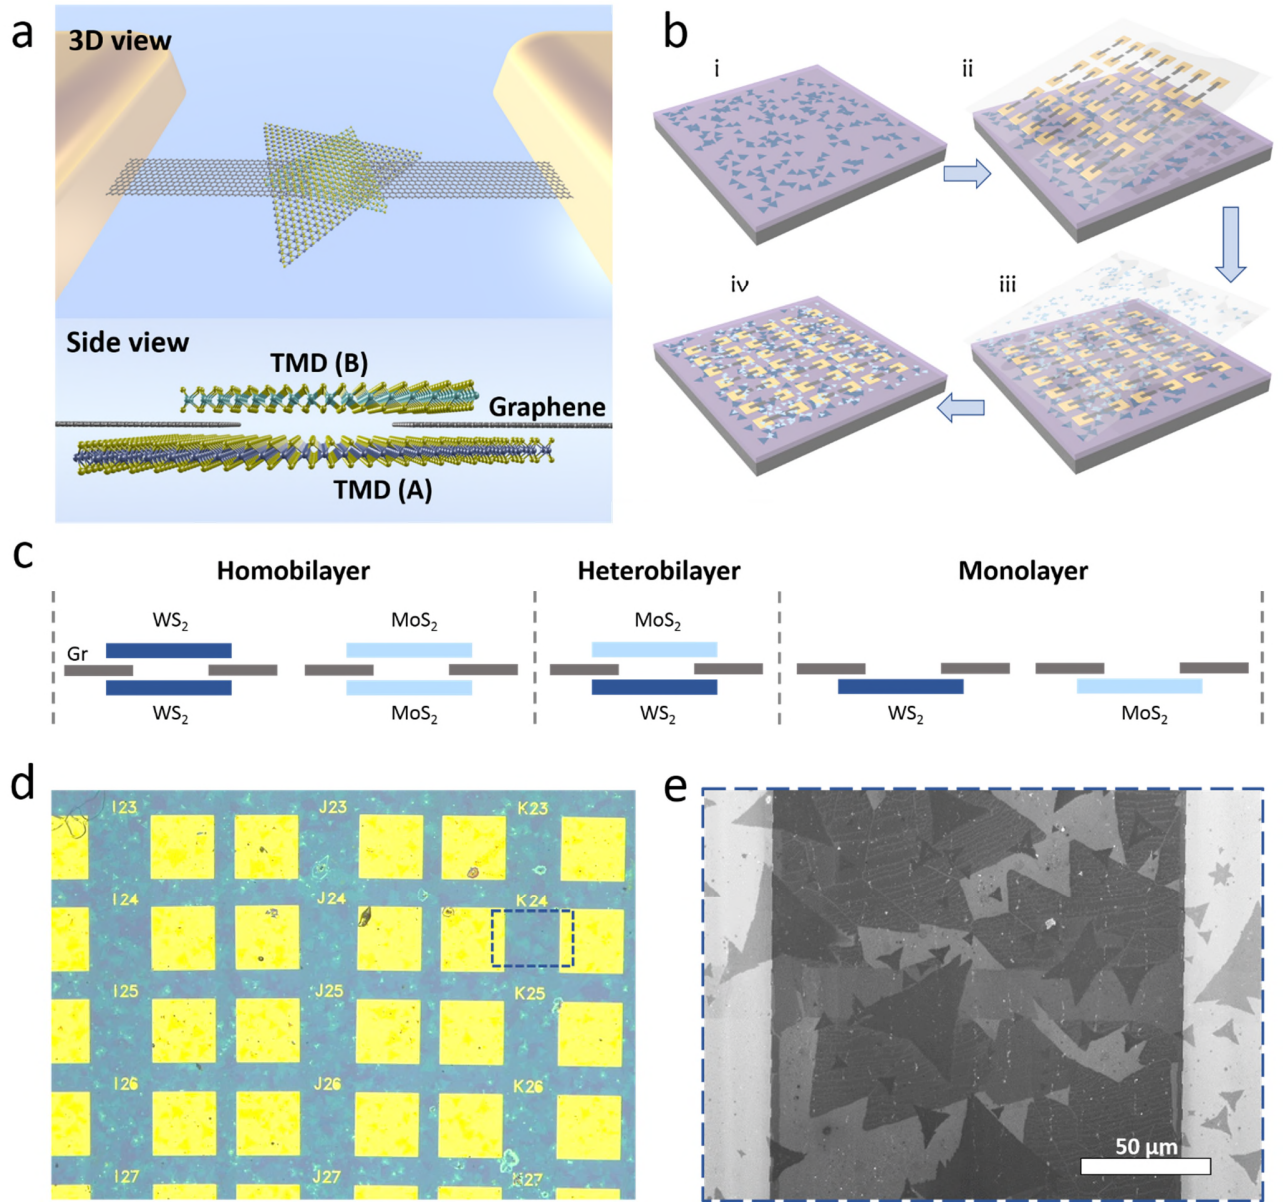 a
3D view
Side view
TMD (B)
Graphene
TMD (A)
b
i
ii
iv
iii
c
Homobilayer
Heterobilayer
Monolayer
WS₂
MoS₂
MoS₂
Gr
WS₂
MoS₂
WS₂
WS₂
MoS₂
d
I23
J23
K23
I24
J24
K24
I25
J25
K25
I26
J26
K26
I27
J27
K27
e
50 µm